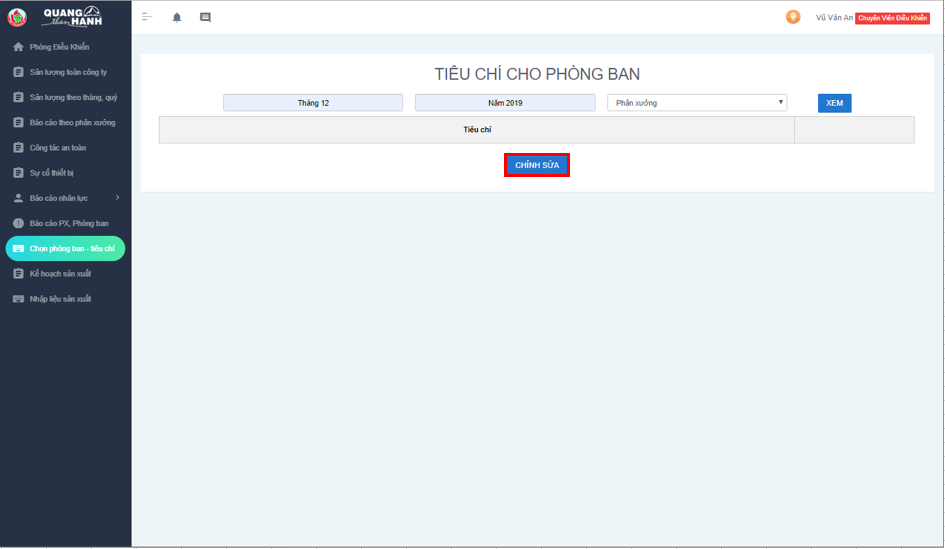 QUANG
HANH
Vũ Văn An Chuyên Viên Điều Khiển
Phòng Điều Khiển
Sản lượng toàn công ty
Sản lượng theo tháng, quý
Báo cáo theo phân xưởng
Công tác an toàn
Sự cố thiết bị
Báo cáo nhân lực
Báo cáo PX, Phòng ban
Chọn phòng ban - tiêu chí
Kế hoạch sản xuất
Nhập liệu sản xuất
TIÊU CHÍ CHO PHÒNG BAN
Tháng 12 Năm 2019 Phân xưởng XEM
Tiêu chí
CHỈNH SỬA